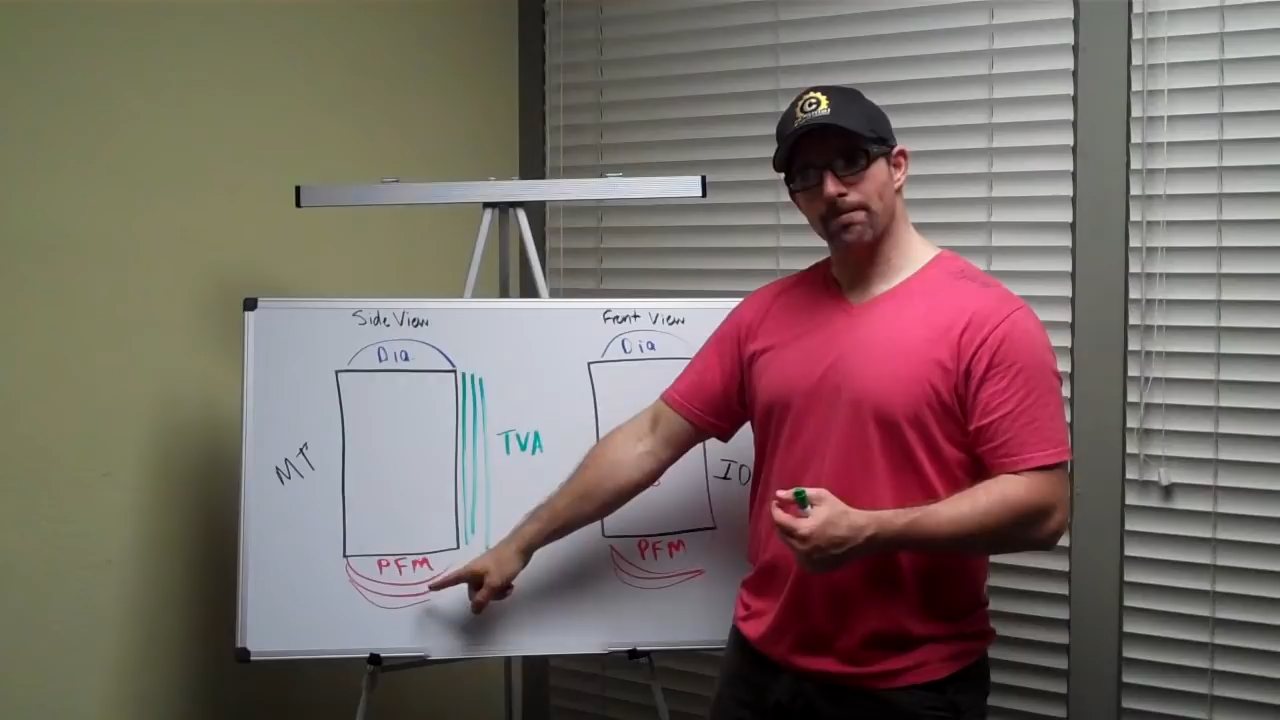 Side View
Dia.
MT
TVA
PFM
Front View
Dia
IO
PFM
C